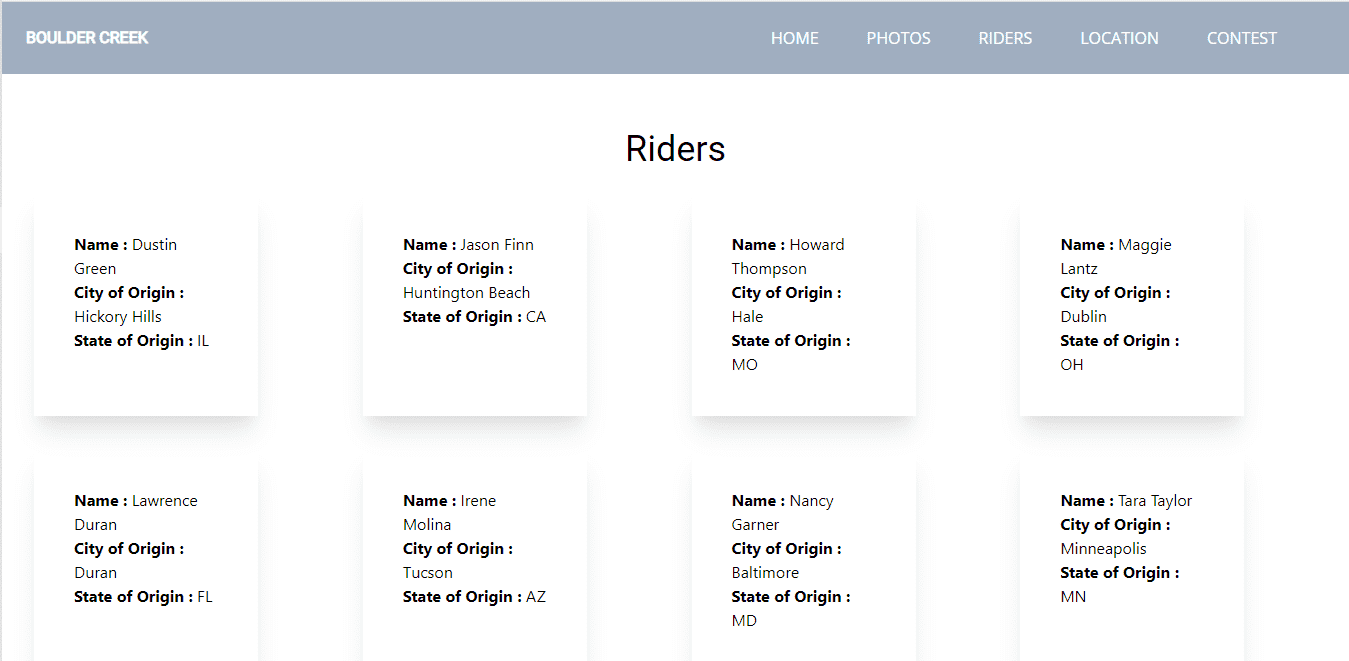 BOULDER CREEK
HOME PHOTOS RIDERS LOCATION CONTEST
Riders
Name : Dustin
Green
City of Origin :
Hickory Hills
State of Origin : IL
Name : Jason Finn
City of Origin :
Huntington Beach
State of Origin : CA
Name : Howard
Thompson
City of Origin :
Hale
State of Origin :
MO
Name : Maggie
Lantz
City of Origin :
Dublin
State of Origin :
OH
Name : Lawrence
Duran
City of Origin :
Duran
State of Origin : FL
Name : Irene
Molina
City of Origin :
Tucson
State of Origin : AZ
Name : Nancy
Garner
City of Origin :
Baltimore
State of Origin :
MD
Name : Tara Taylor
City of Origin :
Minneapolis
State of Origin :
MN